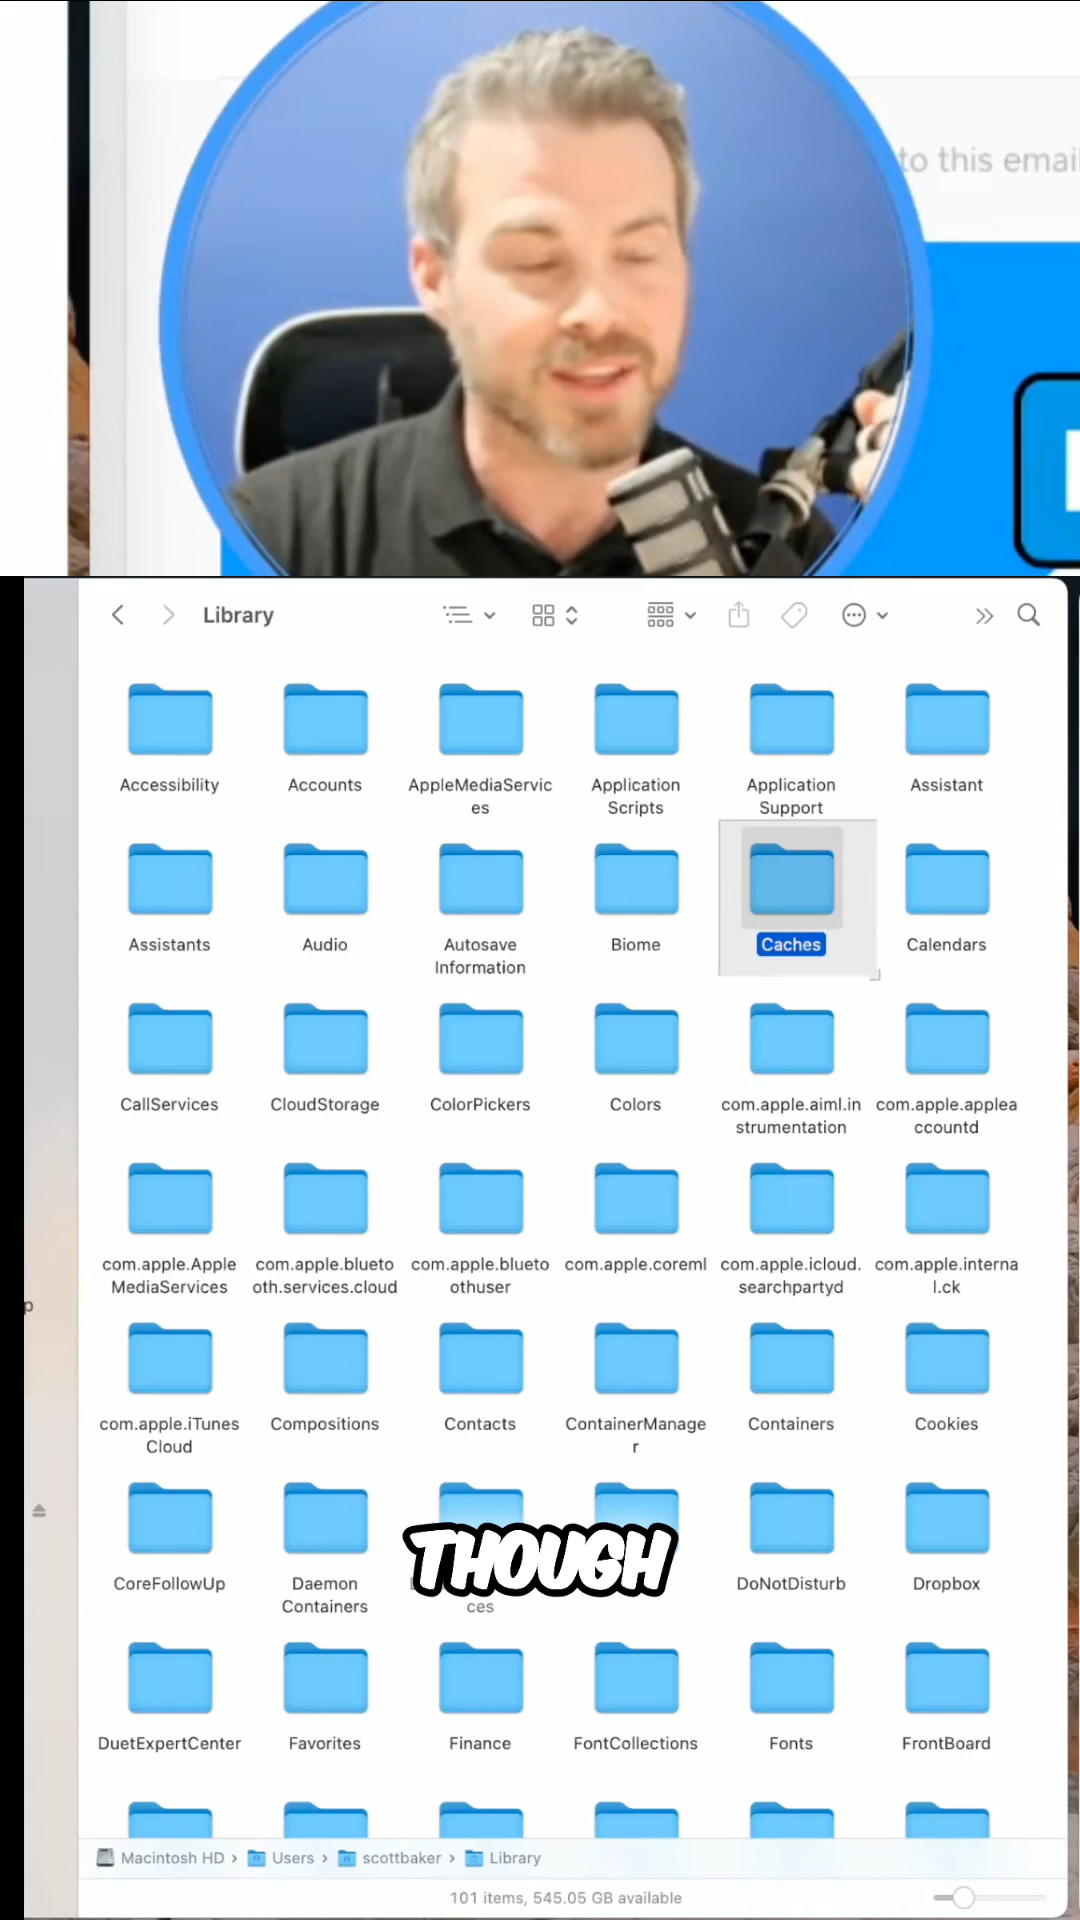 to this email
Library
Accessibility
Accounts
AppleMediaServic
es
Application
Scripts
Application
Support
Assistant
Assistants
Audio
Autosave
Information
Biome
Caches
Calendars
CallServices
CloudStorage
ColorPickers
Colors
com.apple.aiml.in
strumentation
com.apple.applea
ccountd
com.apple.Apple
MediaServices
com.apple.blueto
oth.services.cloud
com.apple.blueto
othuser
com.apple.coreml
com.apple.icloud.
searchpartyd
com.apple.interna
l.ck
com.apple.iTunes
Cloud
Compositions
Contacts
ContainerManage
r
Containers
Cookies
CoreFollowUp
Daemon
Containers
ces
THOUGH
DoNotDisturb
Dropbox
DuetExpertCenter
Favorites
Finance
FontCollections
Fonts
FrontBoard
Macintosh HD › Users › scottbaker › Library
101 items, 545.05 GB available